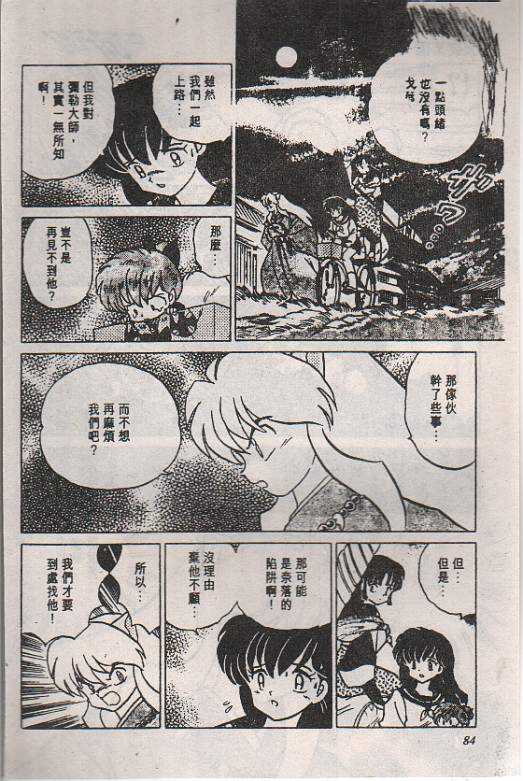 一點頭緒
也沒有嗎？
戈薇
ザワ…
雖然
我們一起
上路…
但我對
彌勒大師，
其實一無所知
啊！
那麼…
豈不是
再見不到他？
那傢伙
幹了些事…
而不想
再麻煩
我們吧？
但…
但是…
那可能
是奈落的
陷阱啊！
沒理由
棄他不顧…
所以…
我們才要
到處找他！
84